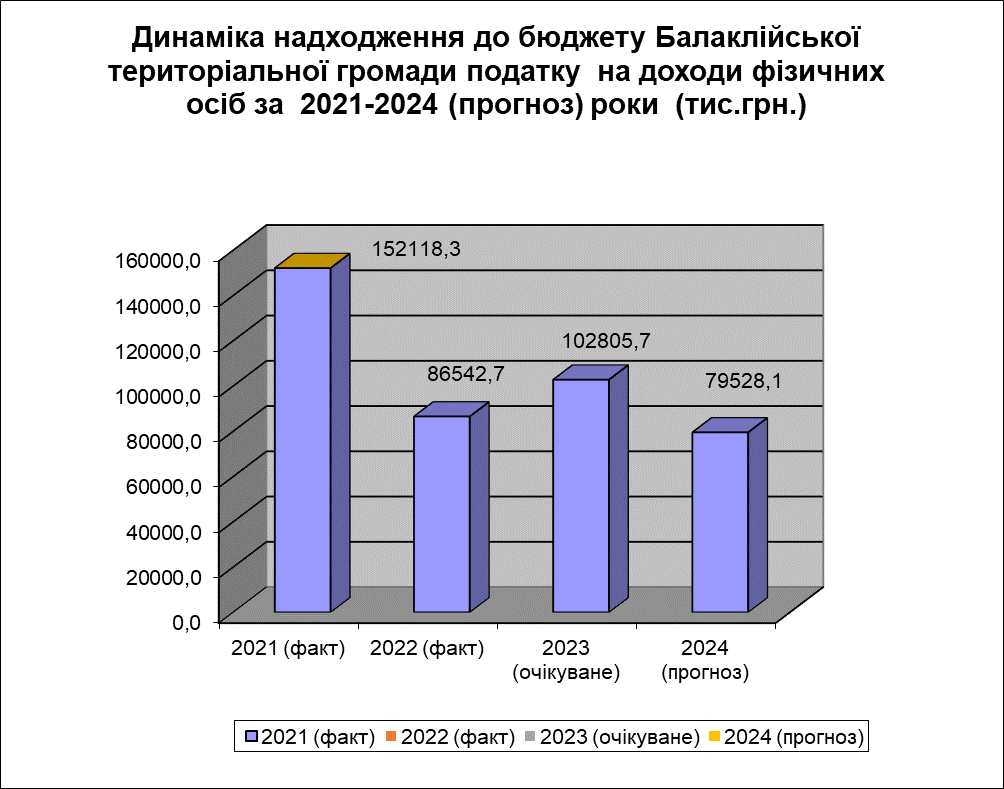 Динаміка надходження до бюджету Балаклійської
територіальної громади податку на доходи фізичних
осіб за 2021-2024 (прогноз) роки (тис.грн.)
160000,0
140000,0
120000,0
100000,0
80000,0
60000,0
40000,0
20000,0
0,0
152118,3
86542,7
102805,7
79528,1
2021 (факт)
2022 (факт)
2023
(очікуване)
2024
(прогноз)
2021 (факт) 2022 (факт) 2023 (очікуване) 2024 (прогноз)